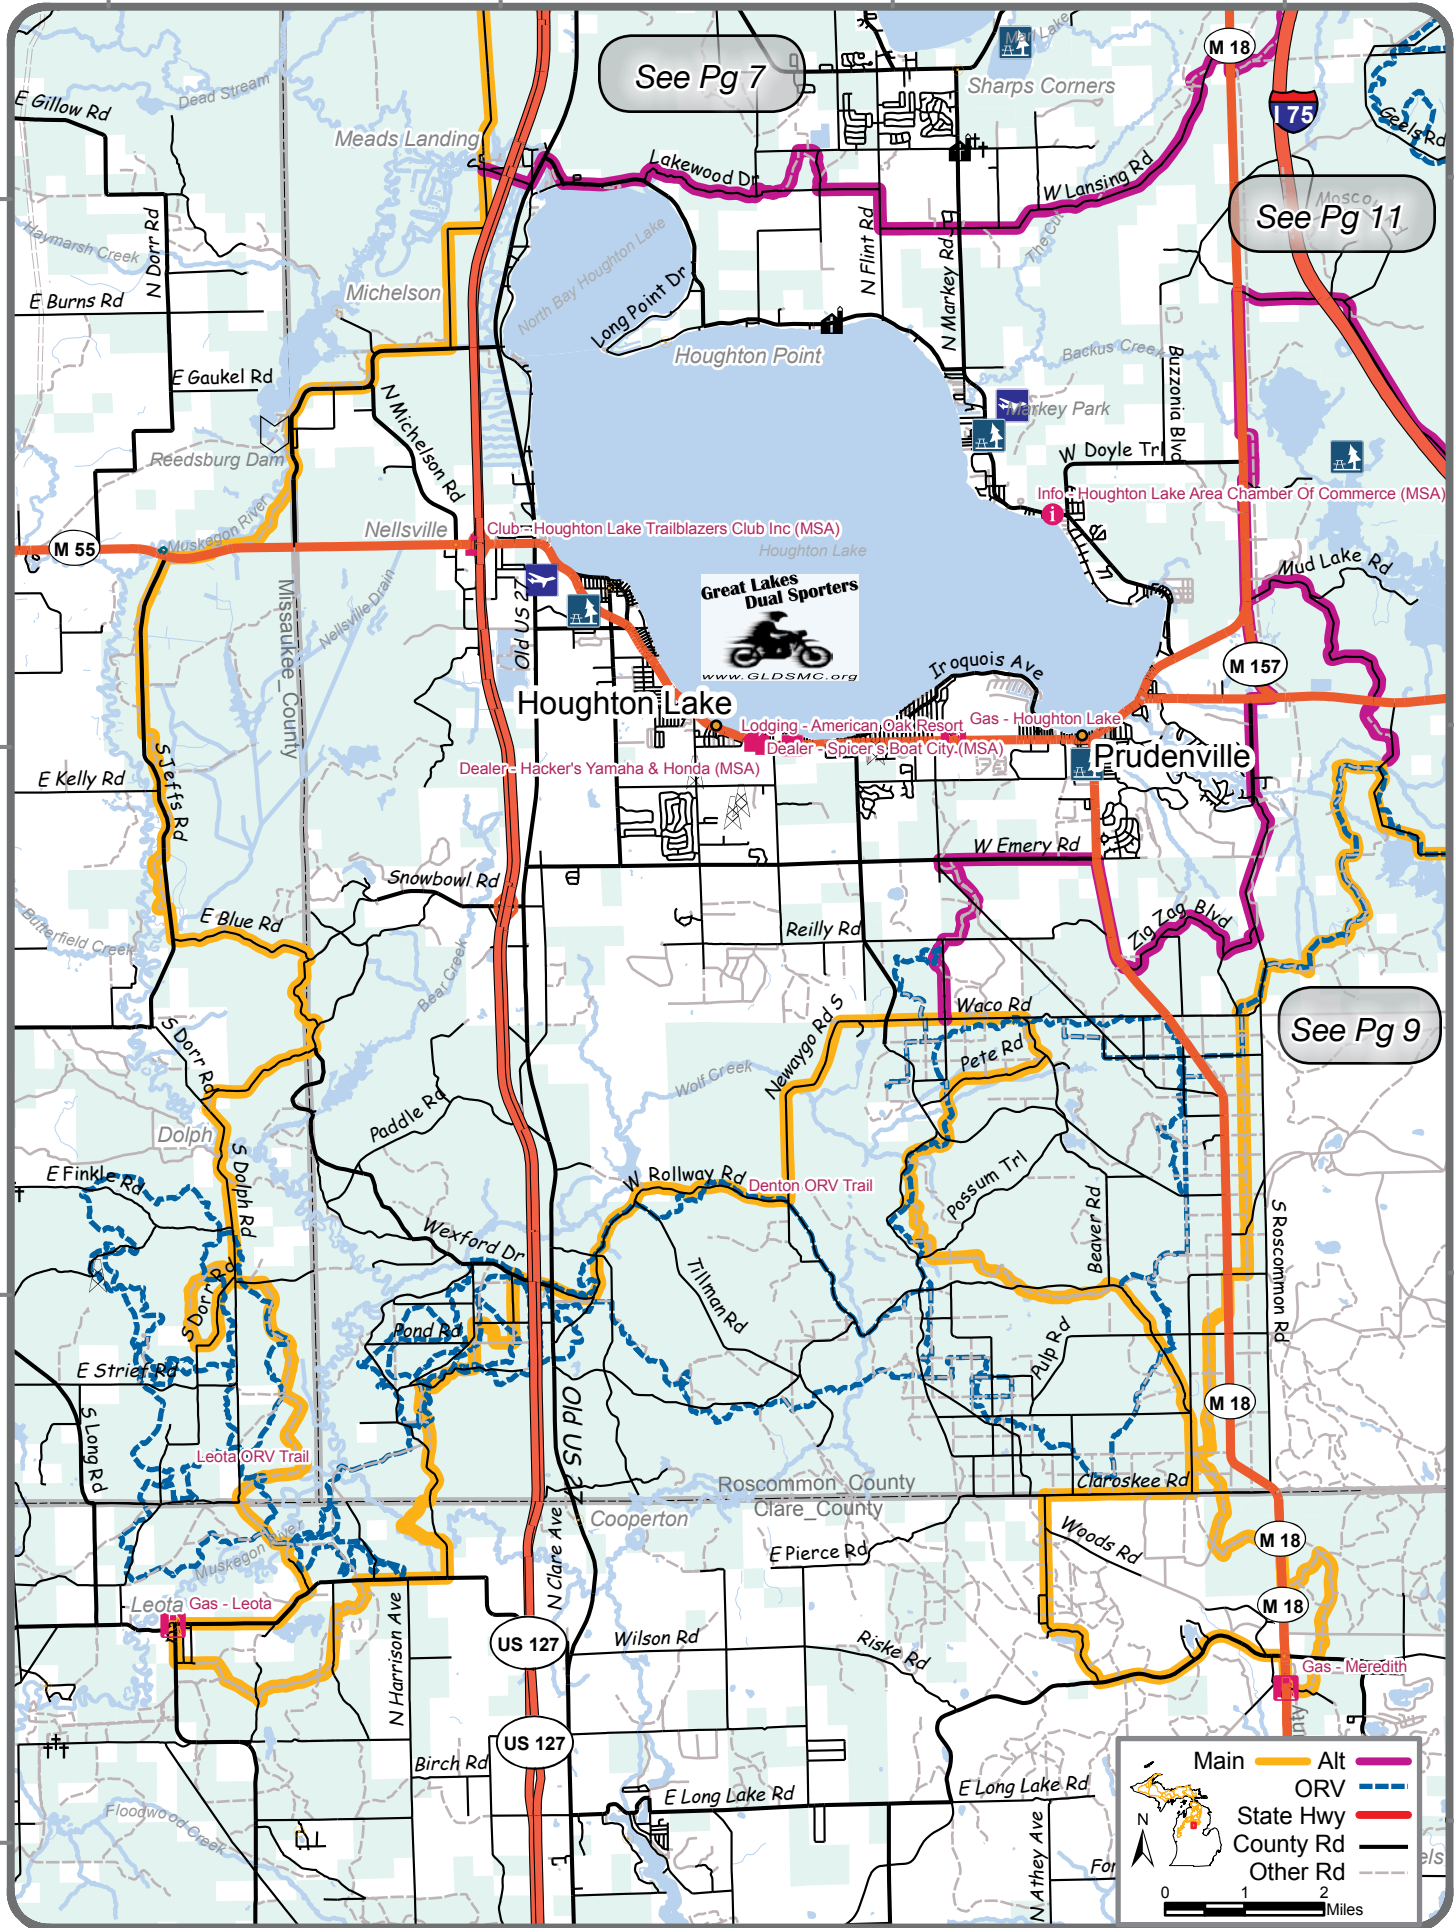 See Pg 7
M 18
Marl Lake
Sharps Corners
I 75
Geels Rd
E Gillow Rd
Dead Stream
Meads Landing
Lakewood Dr
W Lansing Rd
See Pg 11
N Dorr Rd
Haymarsh Creek
North Bay Houghton Lake
Long Point Dr
N Flint Rd
N Markey Rd
The Cut
E Burns Rd
Michelson
Houghton Point
Backus Creek
Buzzonia Blvd
E Gaukel Rd
N Michelson Rd
Markey Park
Reedsburg Dam
W Doyle Trl
Info - Houghton Lake Area Chamber Of Commerce (MSA)
Muskegon River
Nellsville
Club - Houghton Lake Trailblazers Club Inc (MSA)
M 55
Houghton Lake
Mud Lake Rd
Great Lakes
Dual Sporters
www.GLDSMC.org
Missaukee_County
Nellsville Drain
Old US 27
Iroquois Ave
M 157
Houghton Lake
Lodging - American Oak Resort
Gas - Houghton Lake
Dealer - Spicer's Boat City (MSA)
Prudenville
Dealer - Hacker's Yamaha & Honda (MSA)
E Kelly Rd
S Jeffs Rd
W Emery Rd
Snowbowl Rd
E Blue Rd
Butterfield Creek
Bear Creek
Reilly Rd
Zig Zag Blvd
Waco Rd
See Pg 9
S Dorr Rd
Newaygo Rd S
Pete Rd
Wolf Creek
Paddle Rd
Dolph
E Finkle Rd
S Dolph Rd
W Rollway Rd
Denton ORV Trail
Possum Trl
Beaver Rd
S Roscommon Rd
Wexford Dr
Tillman Rd
S Dorr Rd
Pond Rd
Pulp Rd
E Strief Rd
S Long Rd
Old US 27
M 18
Leota ORV Trail
Roscommon_County
Clare_County
Claroskee Rd
Muskegon River
Cooperton
N Clare Ave
E Pierce Rd
Woods Rd
M 18
Leota
Gas - Leota
M 18
N Harrison Ave
US 127
Wilson Rd
Riske Rd
Gas - Meredith
US 127
Birch Rd
E Long Lake Rd
E Long Lake Rd
Floodwood Creek
N Athey Ave
Main
Alt
ORV
State Hwy
County Rd
Other Rd
N
0 1 2
Miles